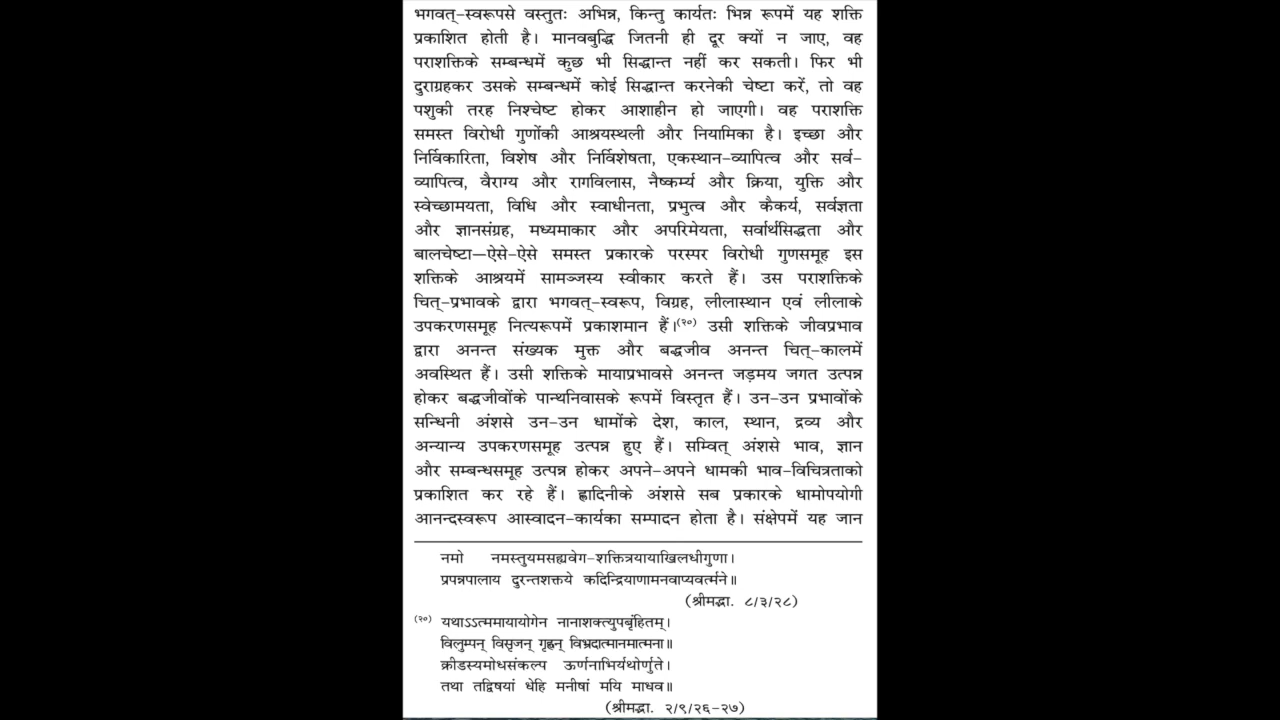 भगवत्-स्वरूपसे वस्तुतः अभिन्न, किन्तु कार्यतः भिन्न रूपमें यह शक्ति
प्रकाशित होती है। मानवबुद्धि जितनी ही दूर क्यों न जाए, वह
पराशक्तिके सम्बन्धमें कुछ भी सिद्धान्त नहीं कर सकती। फिर भी
दुराग्रहकर उसके सम्बन्धमें कोई सिद्धान्त करनेकी चेष्टा करें, तो वह
पशुकी तरह निश्चेष्ट होकर आशाहीन हो जाएगी। वह पराशक्ति
समस्त विरोधी गुणोंकी आश्रयस्थली और नियामिका है। इच्छा और
निर्विकारिता, विशेष और निर्विशेषता, एकस्थान-व्यापित्व और सर्व-
व्यापित्व, वैराग्य और रागविलास, नैष्कर्म्य और क्रिया, युक्ति और
स्वेच्छामयता, विधि और स्वाधीनता, प्रभुत्व और कैकर्य, सर्वज्ञता
और ज्ञानसंग्रह, मध्यमाकार और अपरिमेयता, सर्वार्थसिद्धता और
बालचेष्टा—ऐसे-ऐसे समस्त प्रकारके परस्पर विरोधी गुणसमूह इस
शक्तिके आश्रयमें सामञ्जस्य स्वीकार करते हैं। उस पराशक्तिके
चित्-प्रभावके द्वारा भगवत्-स्वरूप, विग्रह, लीलास्थान एवं लीलाके
उपकरणसमूह नित्यरूपमें प्रकाशमान हैं।(२०) उसी शक्तिके जीवप्रभाव
द्वारा अनन्त संख्यक मुक्त और बद्धजीव अनन्त चित्-कालमें
अवस्थित हैं। उसी शक्तिके मायाप्रभावसे अनन्त जड़मय जगत उत्पन्न
होकर बद्धजीवोंके पान्थनिवासके रूपमें विस्तृत हैं। उन-उन प्रभावोंके
सन्धिनी अंशसे उन-उन धामोंके देश, काल, स्थान, द्रव्य और
अन्यान्य उपकरणसमूह उत्पन्न हुए हैं। सम्वित् अंशसे भाव, ज्ञान
और सम्बन्धसमूह उत्पन्न होकर अपने-अपने धामकी भाव-विचित्रताको
प्रकाशित कर रहे हैं। ह्लादिनीके अंशसे सब प्रकारके धामोपयोगी
आनन्दस्वरूप आस्वादन-कार्यका सम्पादन होता है। संक्षेपमें यह जान
नमो नमस्तुयमसह्यवेग-शक्तित्रयायाखिलधीगुणा।
प्रपन्नपालाय दुरन्तशक्तये कदिन्द्रियाणामनवाप्यवर्त्मने॥
(श्रीमद्भा. ८/३/२८)
(२०) यथाऽऽत्ममायायोगेन नानाशक्त्युपबृंहितम्।
विलुम्पन् विसृजन् गृह्णन् विभ्रदात्मानमात्मना॥
क्रीडस्यमोधसंकल्प ऊर्णनाभिर्यथोर्णुते।
तथा तद्विषयां धेहि मनीषां मयि माधव॥
(श्रीमद्भा. २/९/२६-२७)